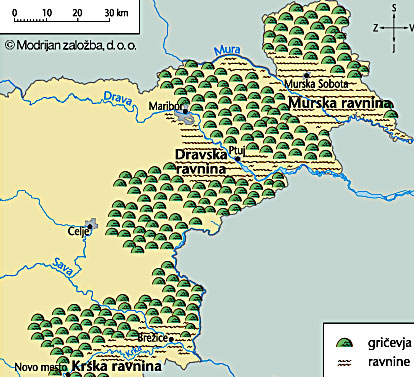 0 10 20 30 km
© Modrijan založba, d. o. o.
S
Z
V
J
Mura
Murska Sobota
Murska ravnina
Drava
Maribor
Ptuj
Dravska
ravnina
Celje
Sava
Brežice
Krka
Novo mesto
Krška ravnina
gričevja
ravnine